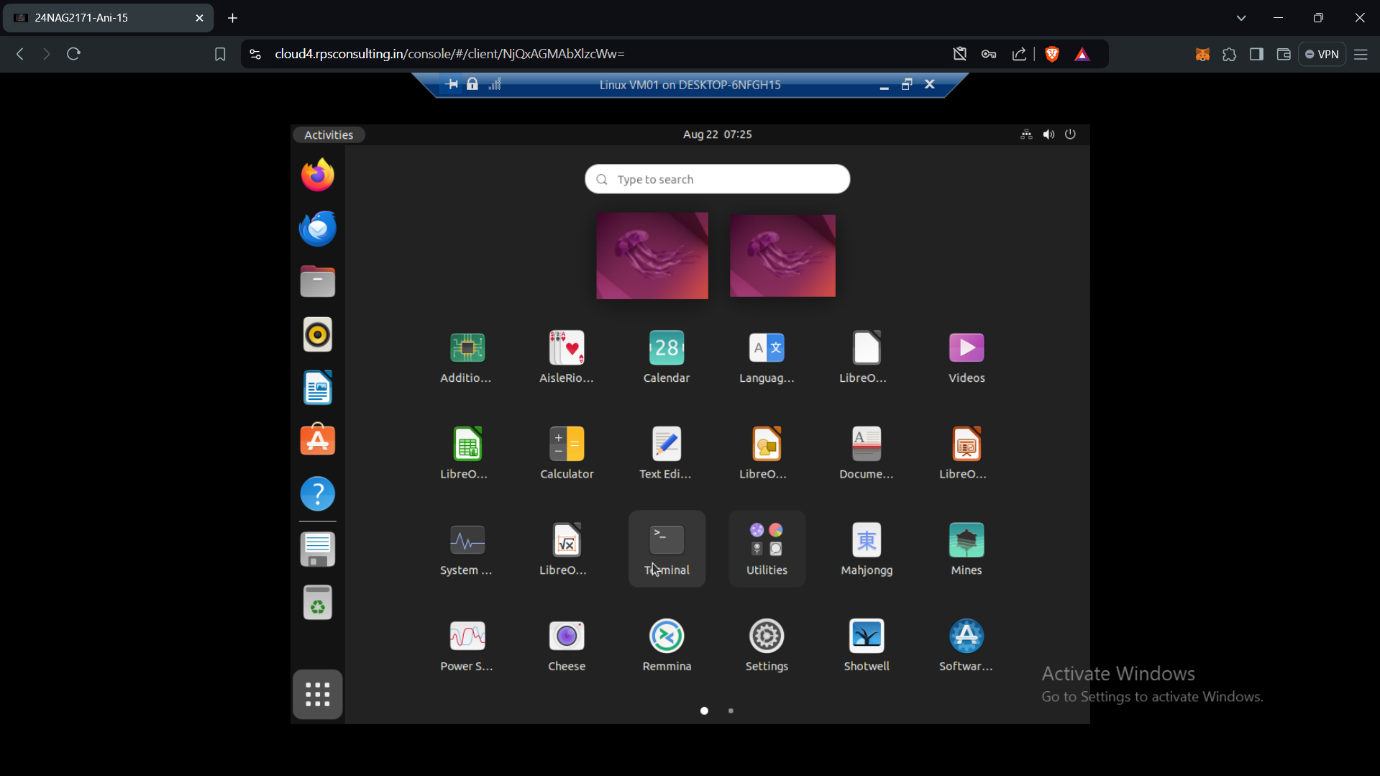 24NAG2171-Ani-15
cloud4.rpsconsulting.in/console/#/client/NjQxAGMAbXlzcWw=
VPN
Linux VM01 on DESKTOP-6NFGH15
Activities
Aug 22 07:25
Type to search
28
A 文
Additio...
AisleRio...
Calendar
Languag...
LibreO...
Videos
A
LibreO...
Calculator
Text Edi...
LibreO...
Docume...
LibreO...
>_
東
System ...
LibreO...
Terminal
Utilities
Mahjongg
Mines
Power S...
Cheese
Remmina
Settings
Shotwell
Softwar...
Activate Windows
Go to Settings to activate Windows.